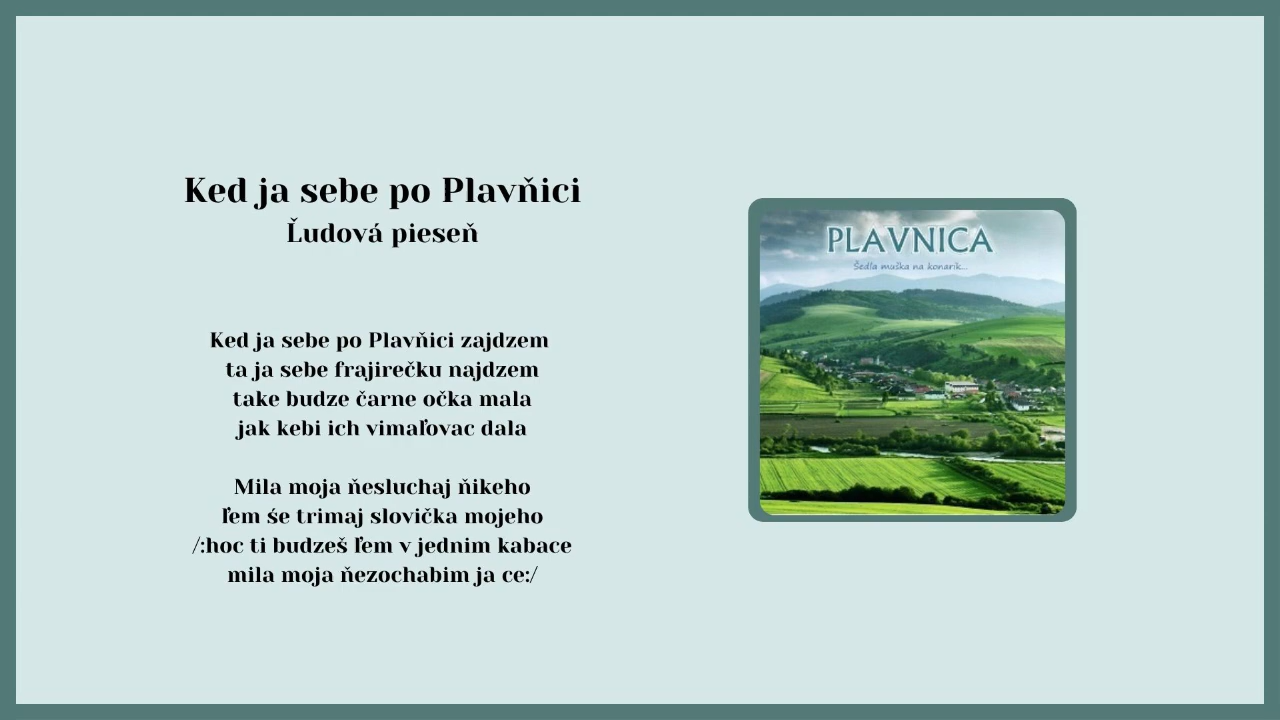 Ked ja sebe po Plavňici
Ľudová pieseň
Ked ja sebe po Plavňici zajdzem
ta ja sebe frajirečku najdzem
take budze čarne očka mala
jak kebi ich vimaľovac dala
Mila moja ňesluchaj ňikeho
ľem śe trimaj slovička mojeho
/:hoc ti budzeš ľem v jednim kabace
mila moja ňezochabim ja ce:/
PLAVNICA
Šedla muška na konarik...